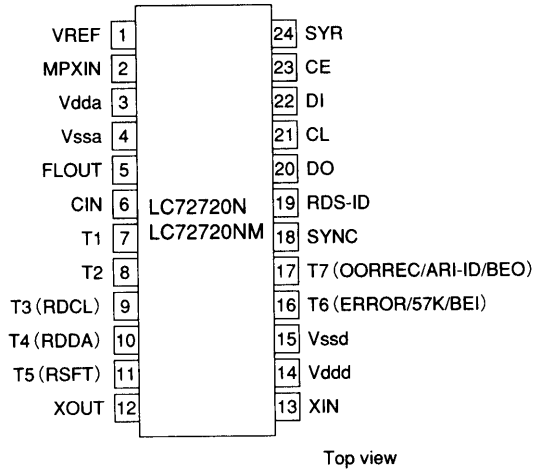 VREF 1 24 SYR
MPXIN 2 23 CE
Vdda 3 22 DI
Vssa 4 21 CL
FLOUT 5 20 DO
CIN 6 LC72720N 19 RDS-ID
T1 7 LC72720NM 18 SYNC
T2 8 17 T7 (OORREC/ARI-ID/BEO)
T3 (RDCL) 9 16 T6 (ERROR/57K/BEI)
T4 (RDDA) 10 15 Vssd
T5 (RSFT) 11 14 Vddd
XOUT 12 13 XIN
Top view